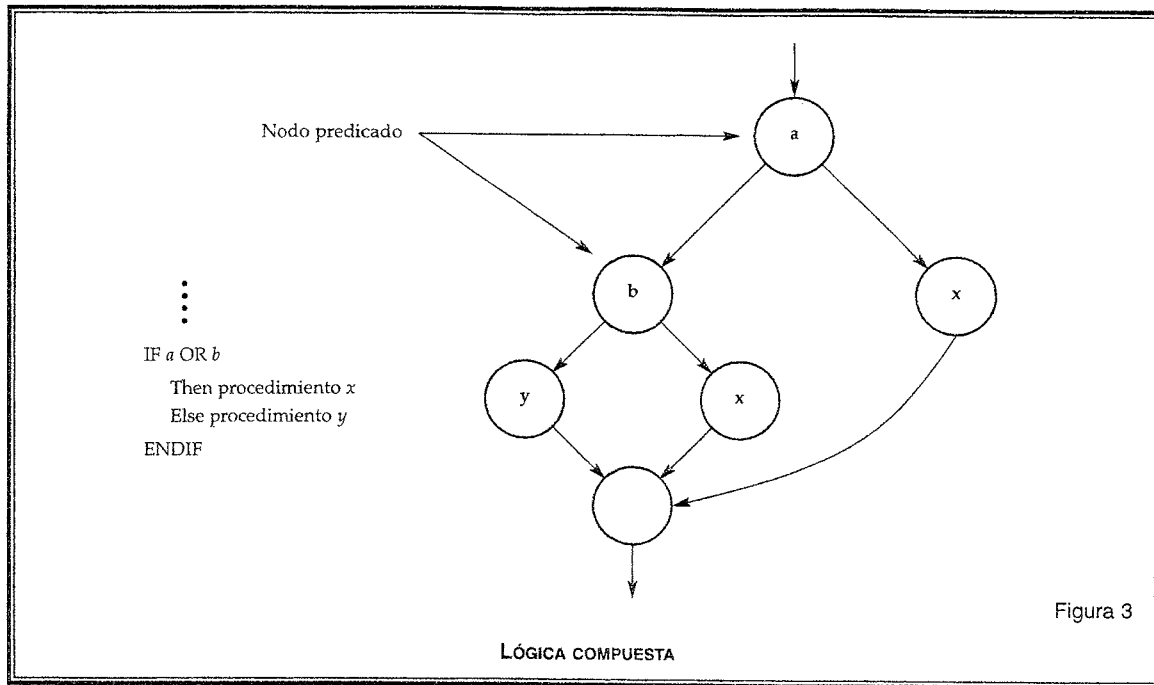 a
Nodo predicado
b
x
IF a OR b
Then procedimiento x
Else procedimiento y
ENDIF
y
x
Figura 3
LÓGICA COMPUESTA